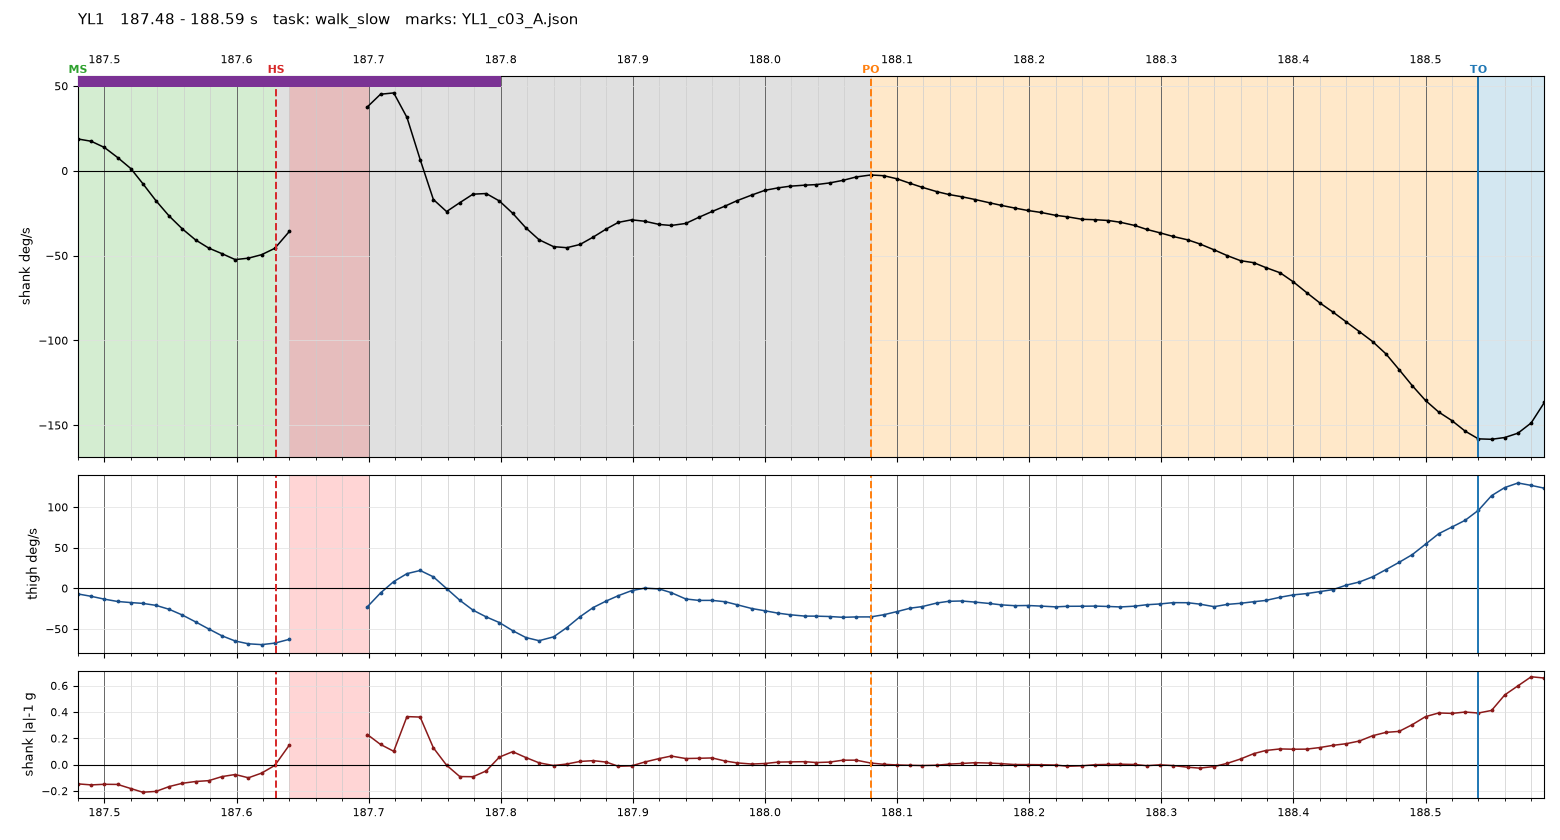 YL1   187.48 - 188.59 s   task: walk_slow   marks: YL1_c03_A.json
187.5 187.6 187.7 187.8 187.9 188.0 188.1 188.2 188.3 188.4 188.5
MS HS PO TO
shank deg/s
50
0
−50
−100
−150
thigh deg/s
100
50
0
−50
shank |a|-1 g
0.6
0.4
0.2
0.0
−0.2
187.5 187.6 187.7 187.8 187.9 188.0 188.1 188.2 188.3 188.4 188.5